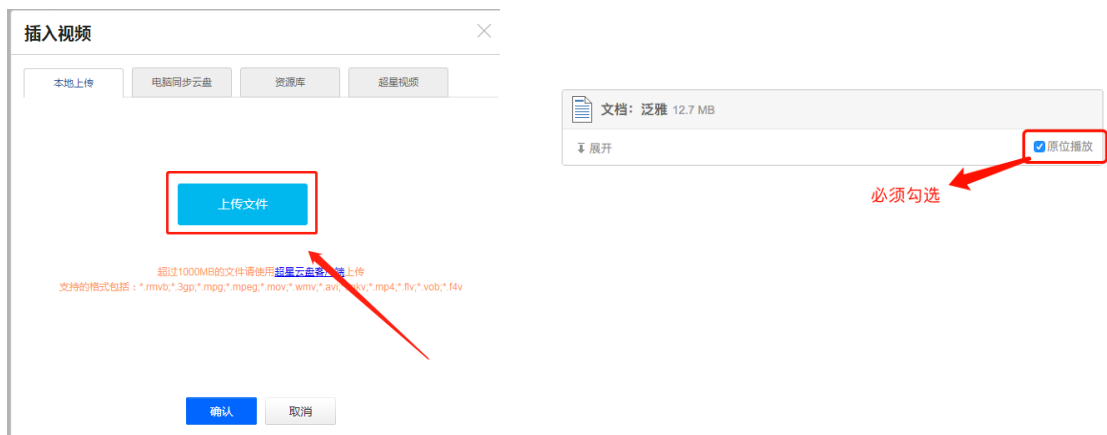 插入视频
本地上传
电脑同步云盘
资源库
超星视频
上传文件
超过1000MB的文件请使用超星云盘客户端上传
支持的格式包括：*.rmvb;*.3gp;*.mpg;*.mpeg;*.mov;*.wmv;*.avi; *.mp4;*.flv;*.vob;*.f4v
确认
取消
文档：泛雅 12.7 MB
展开
原位播放
必须勾选